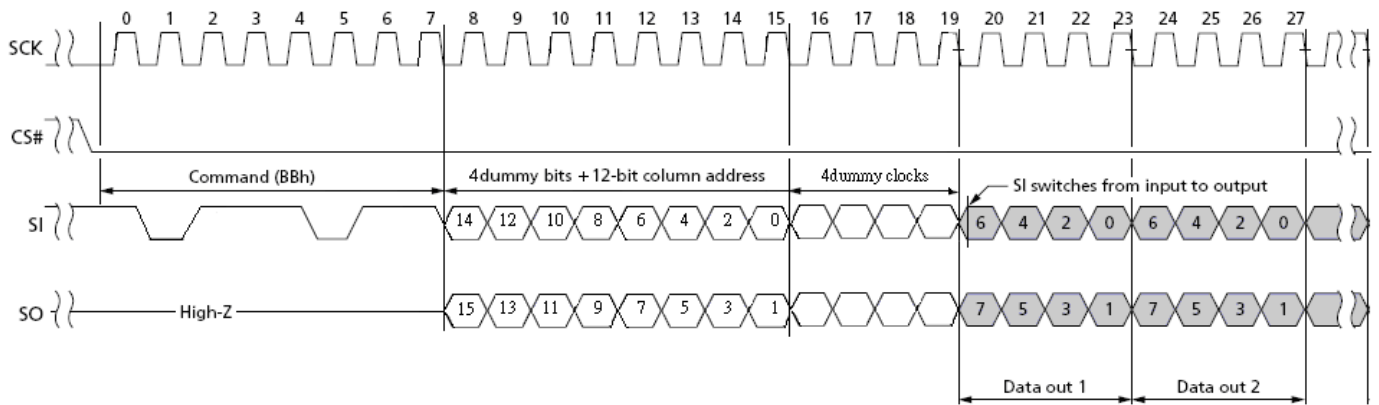 0 1 2 3 4 5 6 7 8 9 10 11 12 13 14 15 16 17 18 19 20 21 22 23 24 25 26 27
SCK
CS#
Command (BBh) 4dummy bits + 12-bit column address 4dummy clocks
SI switches from input to output
SI 14 12 10 8 6 4 2 0 6 4 2 0 6 4 2 0
SO High-Z 15 13 11 9 7 5 3 1 7 5 3 1 7 5 3 1
Data out 1 Data out 2